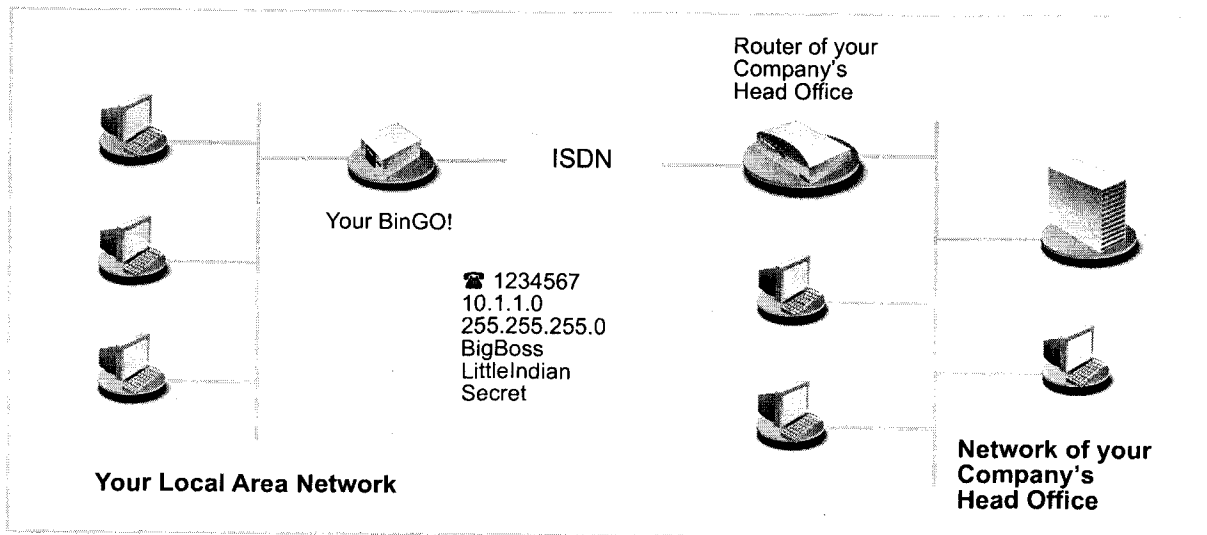 Router of your
Company's
Head Office
ISDN
Your BinGO!
☎ 1234567
10.1.1.0
255.255.255.0
BigBoss
LittleIndian
Secret
Your Local Area Network
Network of your
Company's
Head Office